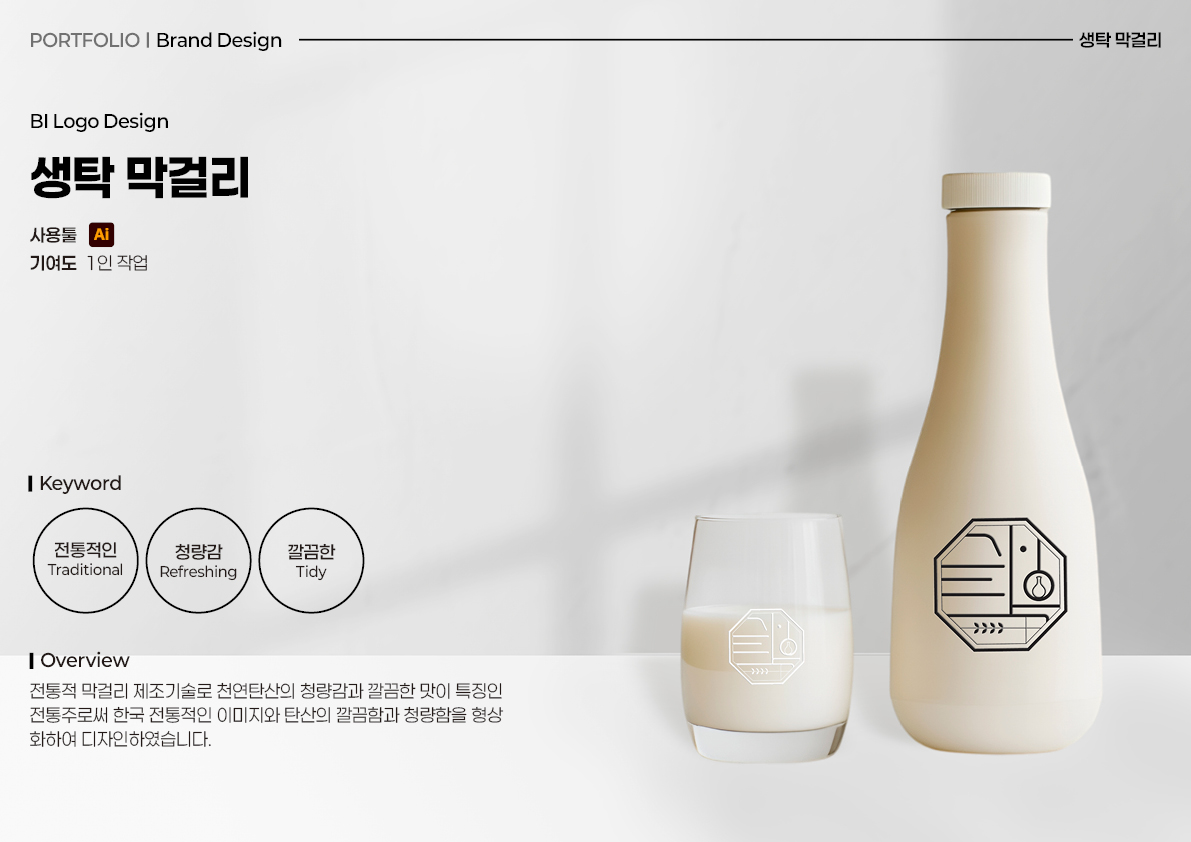 PORTFOLIO | Brand Design
생탁 막걸리
BI Logo Design
생탁 막걸리
사용툴 Ai
기여도 1인 작업
Keyword
전통적인
Traditional
청량감
Refreshing
깔끔한
Tidy
Overview
전통적 막걸리 제조기술로 천연탄산의 청량감과 깔끔한 맛이 특징인
전통주로써 한국 전통적인 이미지와 탄산의 깔끔함과 청량함을 형상
화하여 디자인하였습니다.